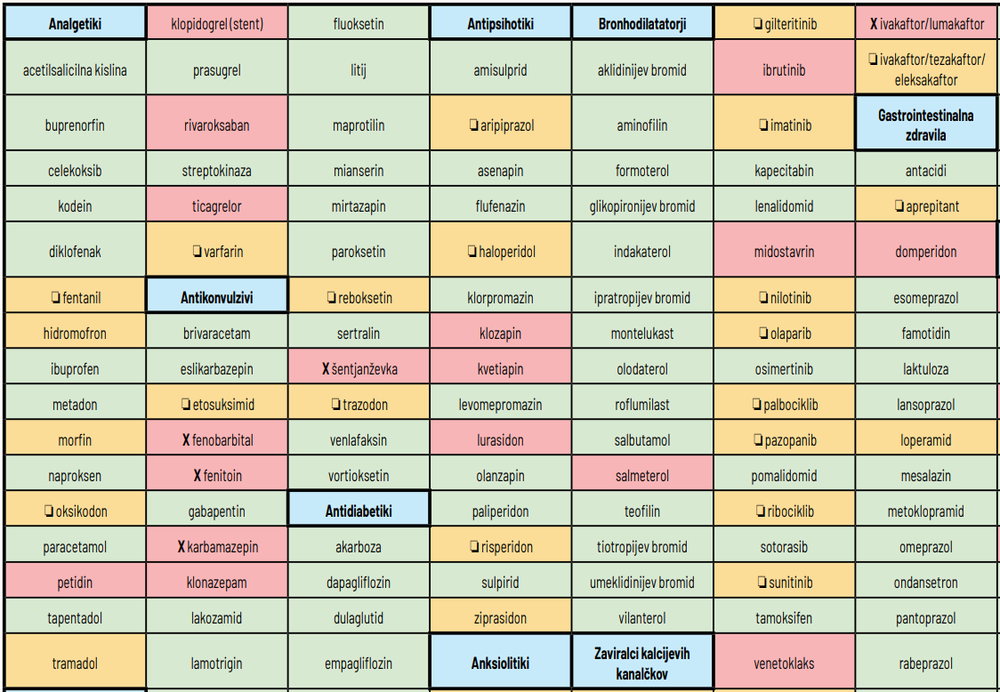 Analgetiki
acetilsalicilna kislina
buprenorfin
celekoksib
kodein
diklofenak
❏ fentanil
hidromofron
ibuprofen
metadon
morfin
naproksen
❏ oksikodon
paracetamol
petidin
tapentadol
tramadol
klopidogrel (stent)
prasugrel
rivaroksaban
streptokinaza
ticagrelor
❏ varfarin
Antikonvulzivi
brivaracetam
eslikarbazepin
❏ etosuksimid
X fenobarbital
X fenitoin
gabapentin
X karbamazepin
klonazepam
lakozamid
lamotrigin
fluoksetin
litij
maprotilin
mianserin
mirtazapin
paroksetin
❏ reboksetin
sertralin
X šentjanževka
❏ trazodon
venlafaksin
vortioksetin
Antidiabetiki
akarboza
dapagliflozin
dulaglutid
empagliflozin
Antipsihotiki
amisulprid
❏ aripiprazol
asenapin
flufenazin
❏ haloperidol
klorpromazin
klozapin
kvetiapin
levomepromazin
lurasidon
olanzapin
paliperidon
❏ risperidon
sulpirid
ziprasidon
Anksiolitiki
Bronhodilatatorji
aklidinijev bromid
aminofilin
formoterol
glikopironijev bromid
indakaterol
ipratropijev bromid
montelukast
olodaterol
roflumilast
salbutamol
salmeterol
teofilin
tiotropijev bromid
umeklidinijev bromid
vilanterol
Zaviralci kalcijevih
kanalčkov
❏ gilteritinib
ibrutinib
❏ imatinib
kapecitabin
lenalidomid
midostavrin
❏ nilotinib
❏ olaparib
osimertinib
❏ palbociklib
❏ pazopanib
pomalidomid
❏ ribociklib
sotorasib
❏ sunitinib
tamoksifen
venetoklaks
X ivakaftor/lumakaftor
❏ ivakaftor/tezakaftor/
eleksakaftor
Gastrointestinalna
zdravila
antacidi
❏ aprepitant
domperidon
esomeprazol
famotidin
laktuloza
lansoprazol
loperamid
mesalazin
metoklopramid
omeprazol
ondansetron
pantoprazol
rabeprazol